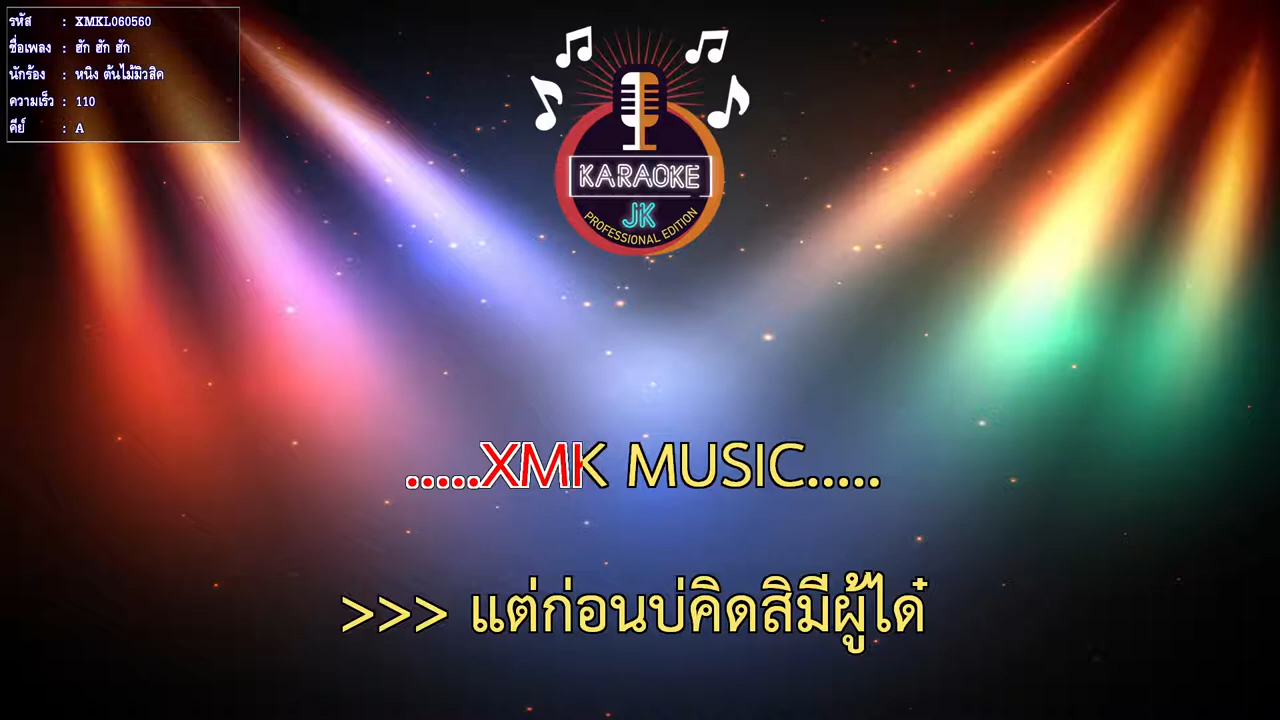 รหัส : XMKL060560
ชื่อเพลง : ฮัก ฮัก ฮัก
นักร้อง : หนิง ต้นไม้มิวสิค
ความเร็ว : 110
คีย์ : A
KARAOKE
JK
PROFESSIONAL EDITION
.....XMK MUSIC.....
>>> แต่ก่อนบ่คิดสิมีผู้ได๋